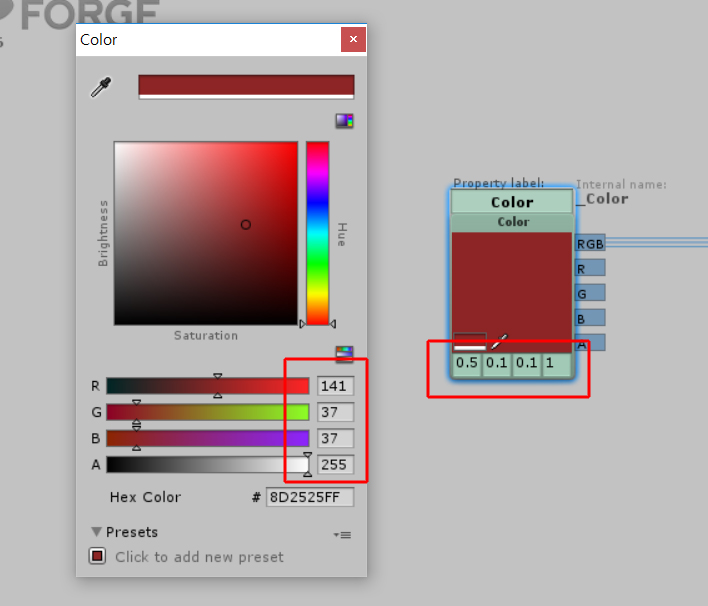 FORGE
Color
Brightness
Hue
Saturation
R 141
G 37
B 37
A 255
Hex Color # 8D2525FF
Presets
Click to add new preset
Property label:
Color
Color
Internal name:
_Color
RGB
R
G
B
A
0.5 0.1 0.1 1